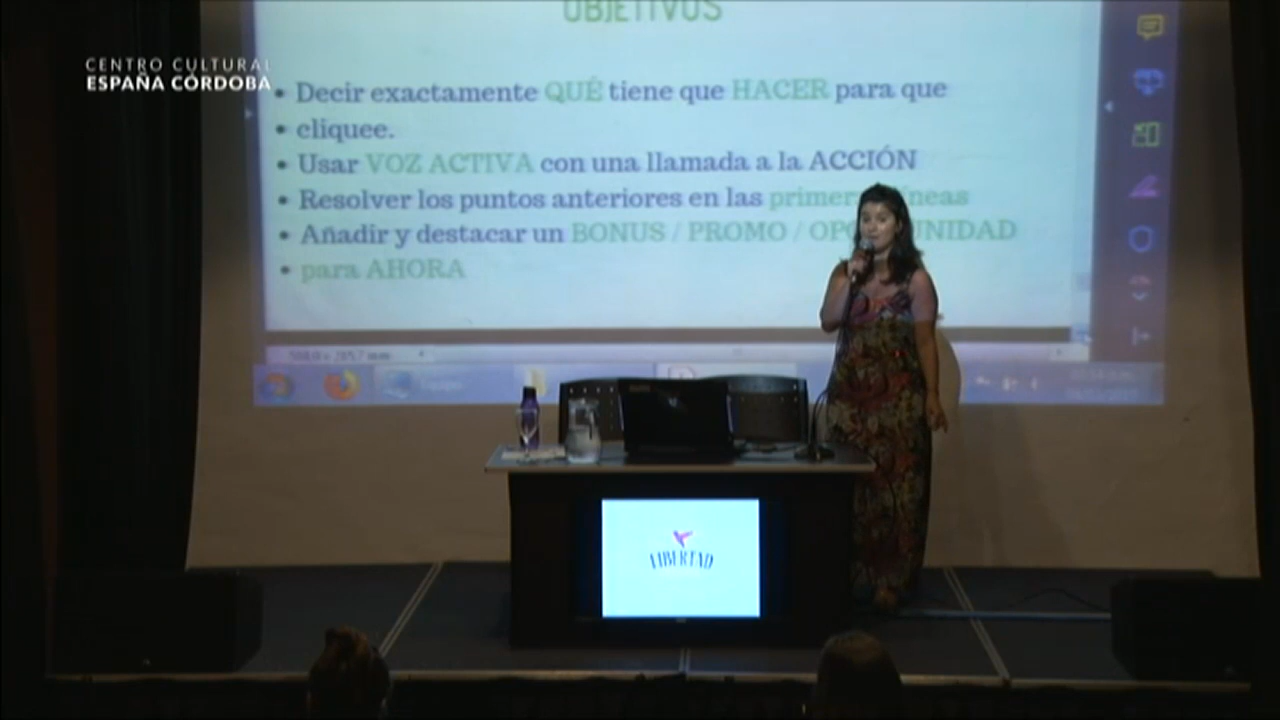 OBJETIVOS
CENTRO CULTURAL
ESPAÑA CÓRDOBA
• Decir exactamente QUÉ tiene que HACER para que
• cliquee.
• Usar VOZ ACTIVA con una llamada a la ACCIÓN
• Resolver los puntos anteriores en las
• Añadir y destacar un BONUS / PROMO /
• para AHORA
LIBERTAD